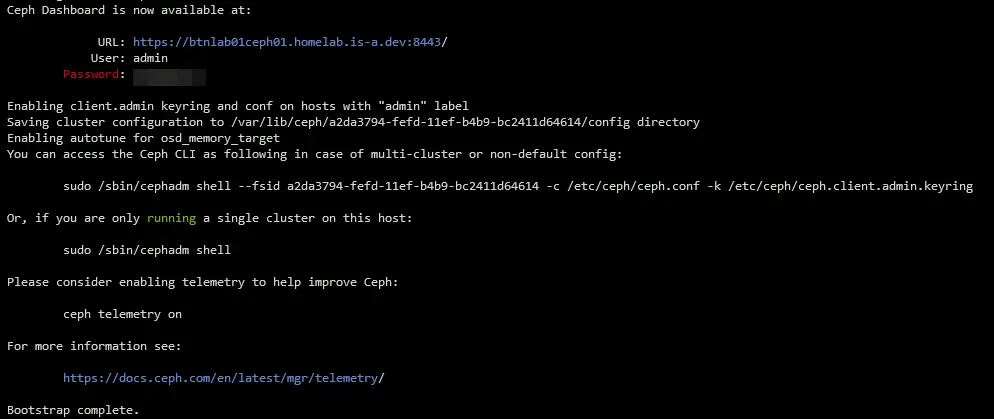 Ceph Dashboard is now available at:
URL: https://btnlab01ceph01.homelab.is-a.dev:8443/
User: admin
Password:
Enabling client.admin keyring and conf on hosts with "admin" label
Saving cluster configuration to /var/lib/ceph/a2da3794-fefd-11ef-b4b9-bc2411d64614/config directory
Enabling autotune for osd_memory_target
You can access the Ceph CLI as following in case of multi-cluster or non-default config:
sudo /sbin/cephadm shell --fsid a2da3794-fefd-11ef-b4b9-bc2411d64614 -c /etc/ceph/ceph.conf -k /etc/ceph/ceph.client.admin.keyring
Or, if you are only running a single cluster on this host:
sudo /sbin/cephadm shell
Please consider enabling telemetry to help improve Ceph:
ceph telemetry on
For more information see:
https://docs.ceph.com/en/latest/mgr/telemetry/
Bootstrap complete.